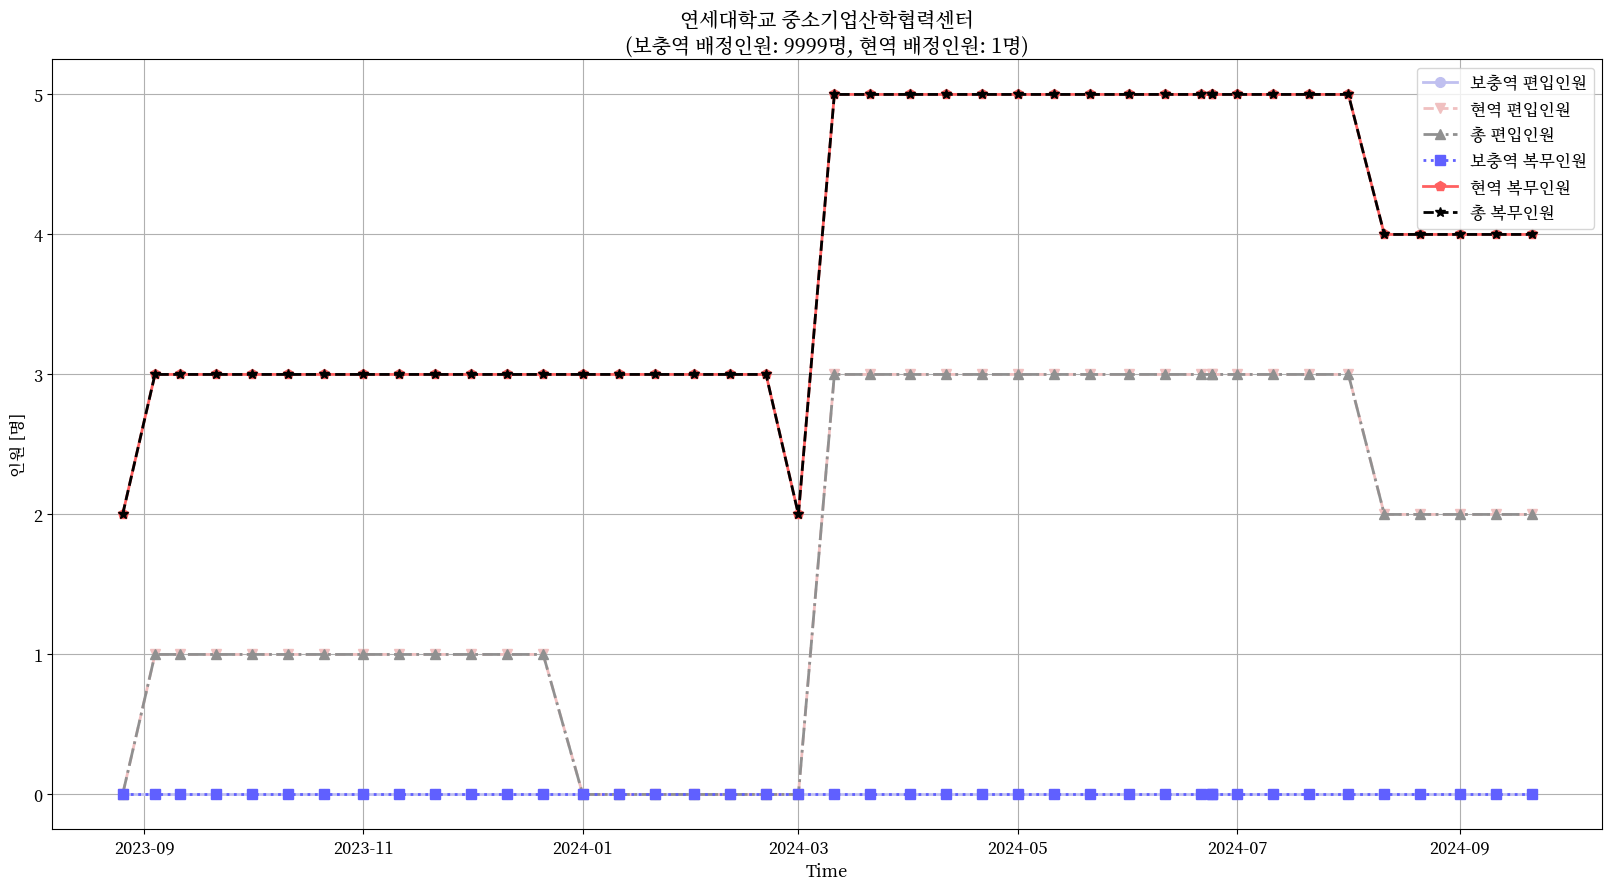 연세대학교 중소기업산학협력센터
(보충역 배정인원: 9999명, 현역 배정인원: 1명)
보충역 편입인원
현역 편입인원
총 편입인원
보충역 복무인원
현역 복무인원
총 복무인원
인원 [명]
5
4
3
2
1
0
2023-09
2023-11
2024-01
2024-03
2024-05
2024-07
2024-09
Time